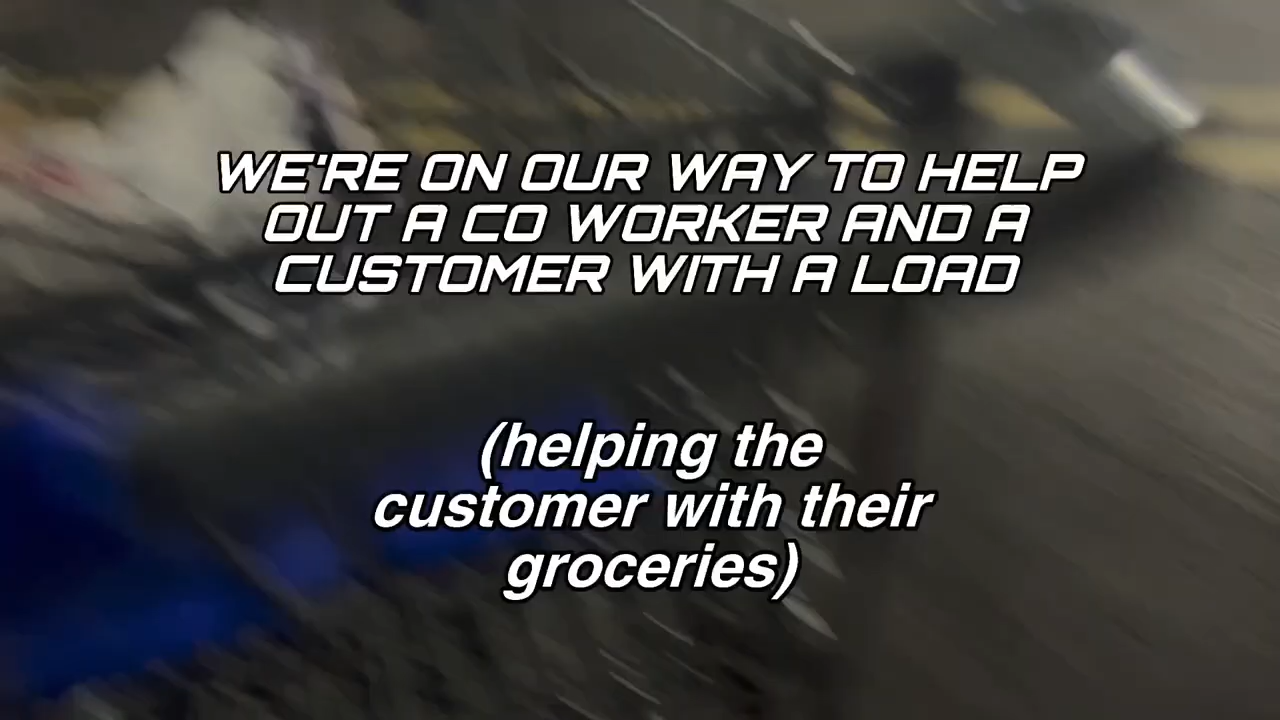 WE'RE ON OUR WAY TO HELP
OUT A CO WORKER AND A
CUSTOMER WITH A LOAD
(helping the
customer with their
groceries)